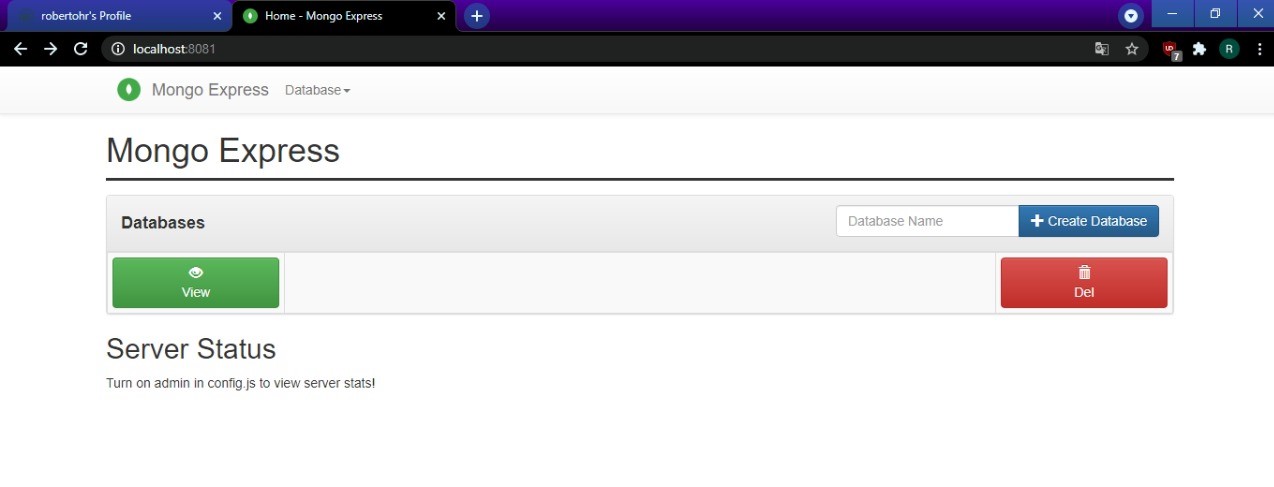 robertohr's Profile
Home - Mongo Express
localhost:8081
7
R
Mongo Express
Database
Mongo Express
Databases
Database Name
Create Database
View
Del
Server Status
Turn on admin in config.js to view server stats!